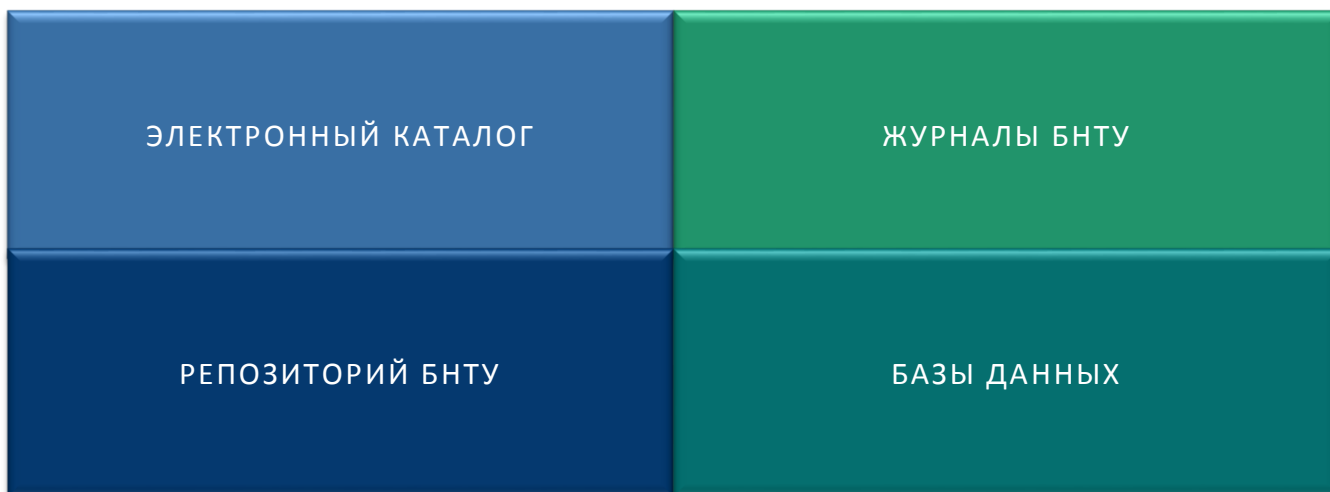 ЭЛЕКТРОННЫЙ КАТАЛОГ
ЖУРНАЛЫ БНТУ
РЕПОЗИТОРИЙ БНТУ
БАЗЫ ДАННЫХ